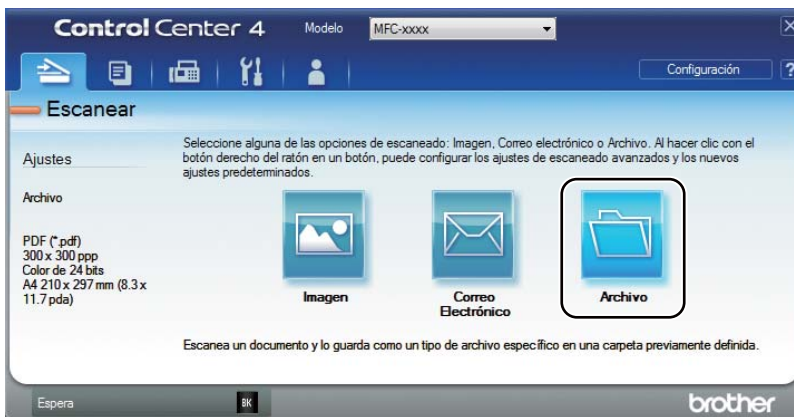 Control Center 4 Modelo MFC-xxxx X
Configuración ?
Escanear
Seleccione alguna de las opciones de escaneado: Imagen, Correo electrónico o Archivo. Al hacer clic con el
botón derecho del ratón en un botón, puede configurar los ajustes de escaneado avanzados y los nuevos
ajustes predeterminados.
Ajustes
Archivo
PDF (*.pdf)
300 x 300 ppp
Color de 24 bits
A4 210 x 297 mm (8.3 x
11.7 pda)
Imagen
Correo
Electrónico
Archivo
Escanea un documento y lo guarda como un tipo de archivo específico en una carpeta previamente definida.
Espera BK brother